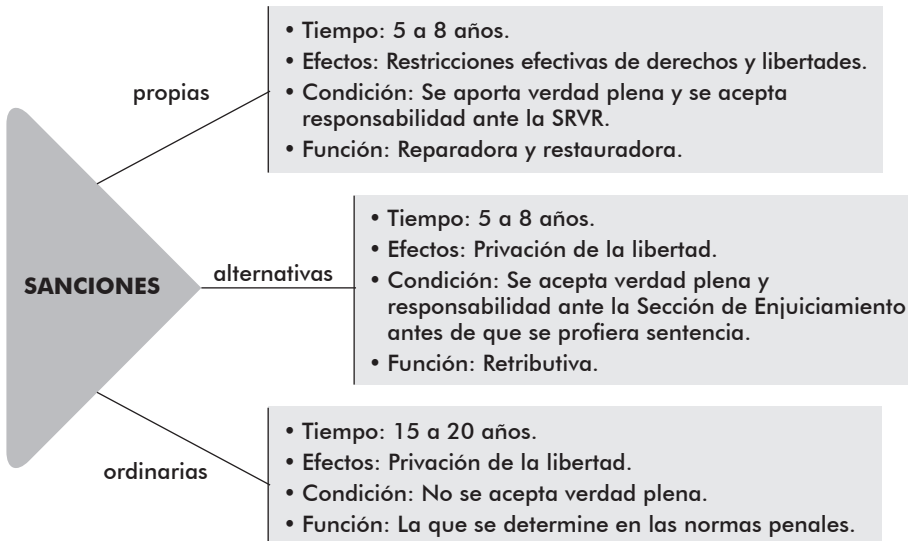 SANCIONES
propias
• Tiempo: 5 a 8 años.
• Efectos: Restricciones efectivas de derechos y libertades.
• Condición: Se aporta verdad plena y se acepta
responsabilidad ante la SRVR.
• Función: Reparadora y restauradora.
alternativas
• Tiempo: 5 a 8 años.
• Efectos: Privación de la libertad.
• Condición: Se acepta verdad plena y
responsabilidad ante la Sección de Enjuiciamiento
antes de que se profiera sentencia.
• Función: Retributiva.
ordinarias
• Tiempo: 15 a 20 años.
• Efectos: Privación de la libertad.
• Condición: No se acepta verdad plena.
• Función: La que se determine en las normas penales.